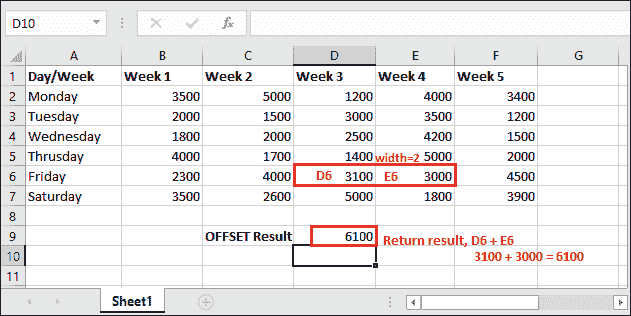 D10 fx
A B C D E F G
1 Day/Week Week 1 Week 2 Week 3 Week 4 Week 5
2 Monday 3500 5000 1200 4000 3400
3 Tuesday 2000 1500 3000 3500 1200
4 Wednesday 1800 2000 2500 4200 1500
5 Thrusday 4000 1700 1400 width=2 5000 2000
6 Friday 2300 4000 D6 3100 E6 3000 4500
7 Saturday 3500 2600 5000 1800 3900
8
9 OFFSET Result 6100 Return result, D6 + E6
10 3100 + 3000 = 6100
11
Sheet1